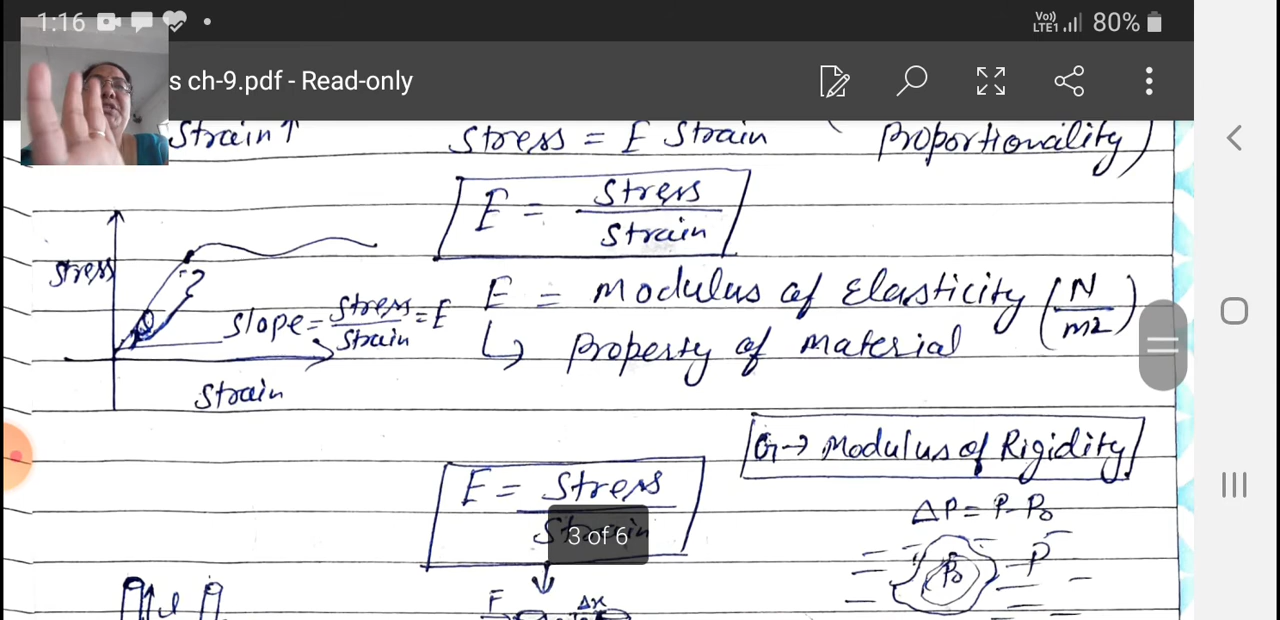 1:16
Vo)) LTE1 80%
s ch-9.pdf - Read-only
Strain↑ Stress = E Strain proportionality)
E = Stress / Strain
Stress
slope = Stress / Strain = E
E = Modulus of Elasticity (N / m2)
↳ property of material
Strain
G→ Modulus of Rigidity
E = Stress / Strain
ΔP = P - P₀
3 of 6
P
P₀
F Δx